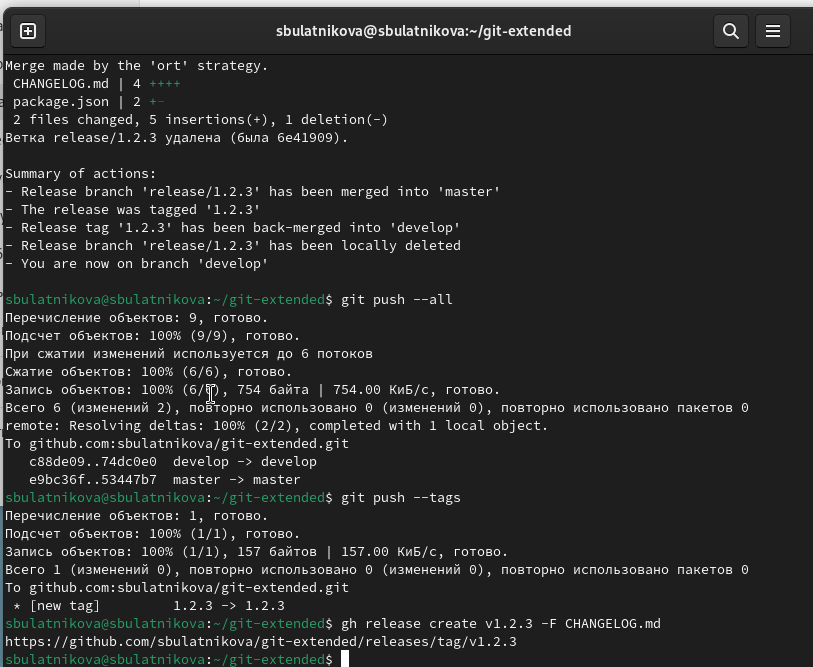 sbulatnikova@sbulatnikova:~/git-extended
Merge made by the 'ort' strategy.
CHANGELOG.md | 4 ++++
package.json | 2 +-
2 files changed, 5 insertions(+), 1 deletion(-)
Ветка release/1.2.3 удалена (была 6e41909).
Summary of actions:
- Release branch 'release/1.2.3' has been merged into 'master'
- The release was tagged '1.2.3'
- Release tag '1.2.3' has been back-merged into 'develop'
- Release branch 'release/1.2.3' has been locally deleted
- You are now on branch 'develop'
sbulatnikova@sbulatnikova:~/git-extended$ git push --all
Перечисление объектов: 9, готово.
Подсчет объектов: 100% (9/9), готово.
При сжатии изменений используется до 6 потоков
Сжатие объектов: 100% (6/6), готово.
Запись объектов: 100% (6/6), 754 байта | 754.00 КиБ/с, готово.
Всего 6 (изменений 2), повторно использовано 0 (изменений 0), повторно использовано пакетов 0
remote: Resolving deltas: 100% (2/2), completed with 1 local object.
To github.com:sbulatnikova/git-extended.git
c88de09..74dc0e0  develop -> develop
e9bc36f..53447b7  master -> master
sbulatnikova@sbulatnikova:~/git-extended$ git push --tags
Перечисление объектов: 1, готово.
Подсчет объектов: 100% (1/1), готово.
Запись объектов: 100% (1/1), 157 байтов | 157.00 КиБ/с, готово.
Всего 1 (изменений 0), повторно использовано 0 (изменений 0), повторно использовано пакетов 0
To github.com:sbulatnikova/git-extended.git
* [new tag]         1.2.3 -> 1.2.3
sbulatnikova@sbulatnikova:~/git-extended$ gh release create v1.2.3 -F CHANGELOG.md
https://github.com/sbulatnikova/git-extended/releases/tag/v1.2.3
sbulatnikova@sbulatnikova:~/git-extended$